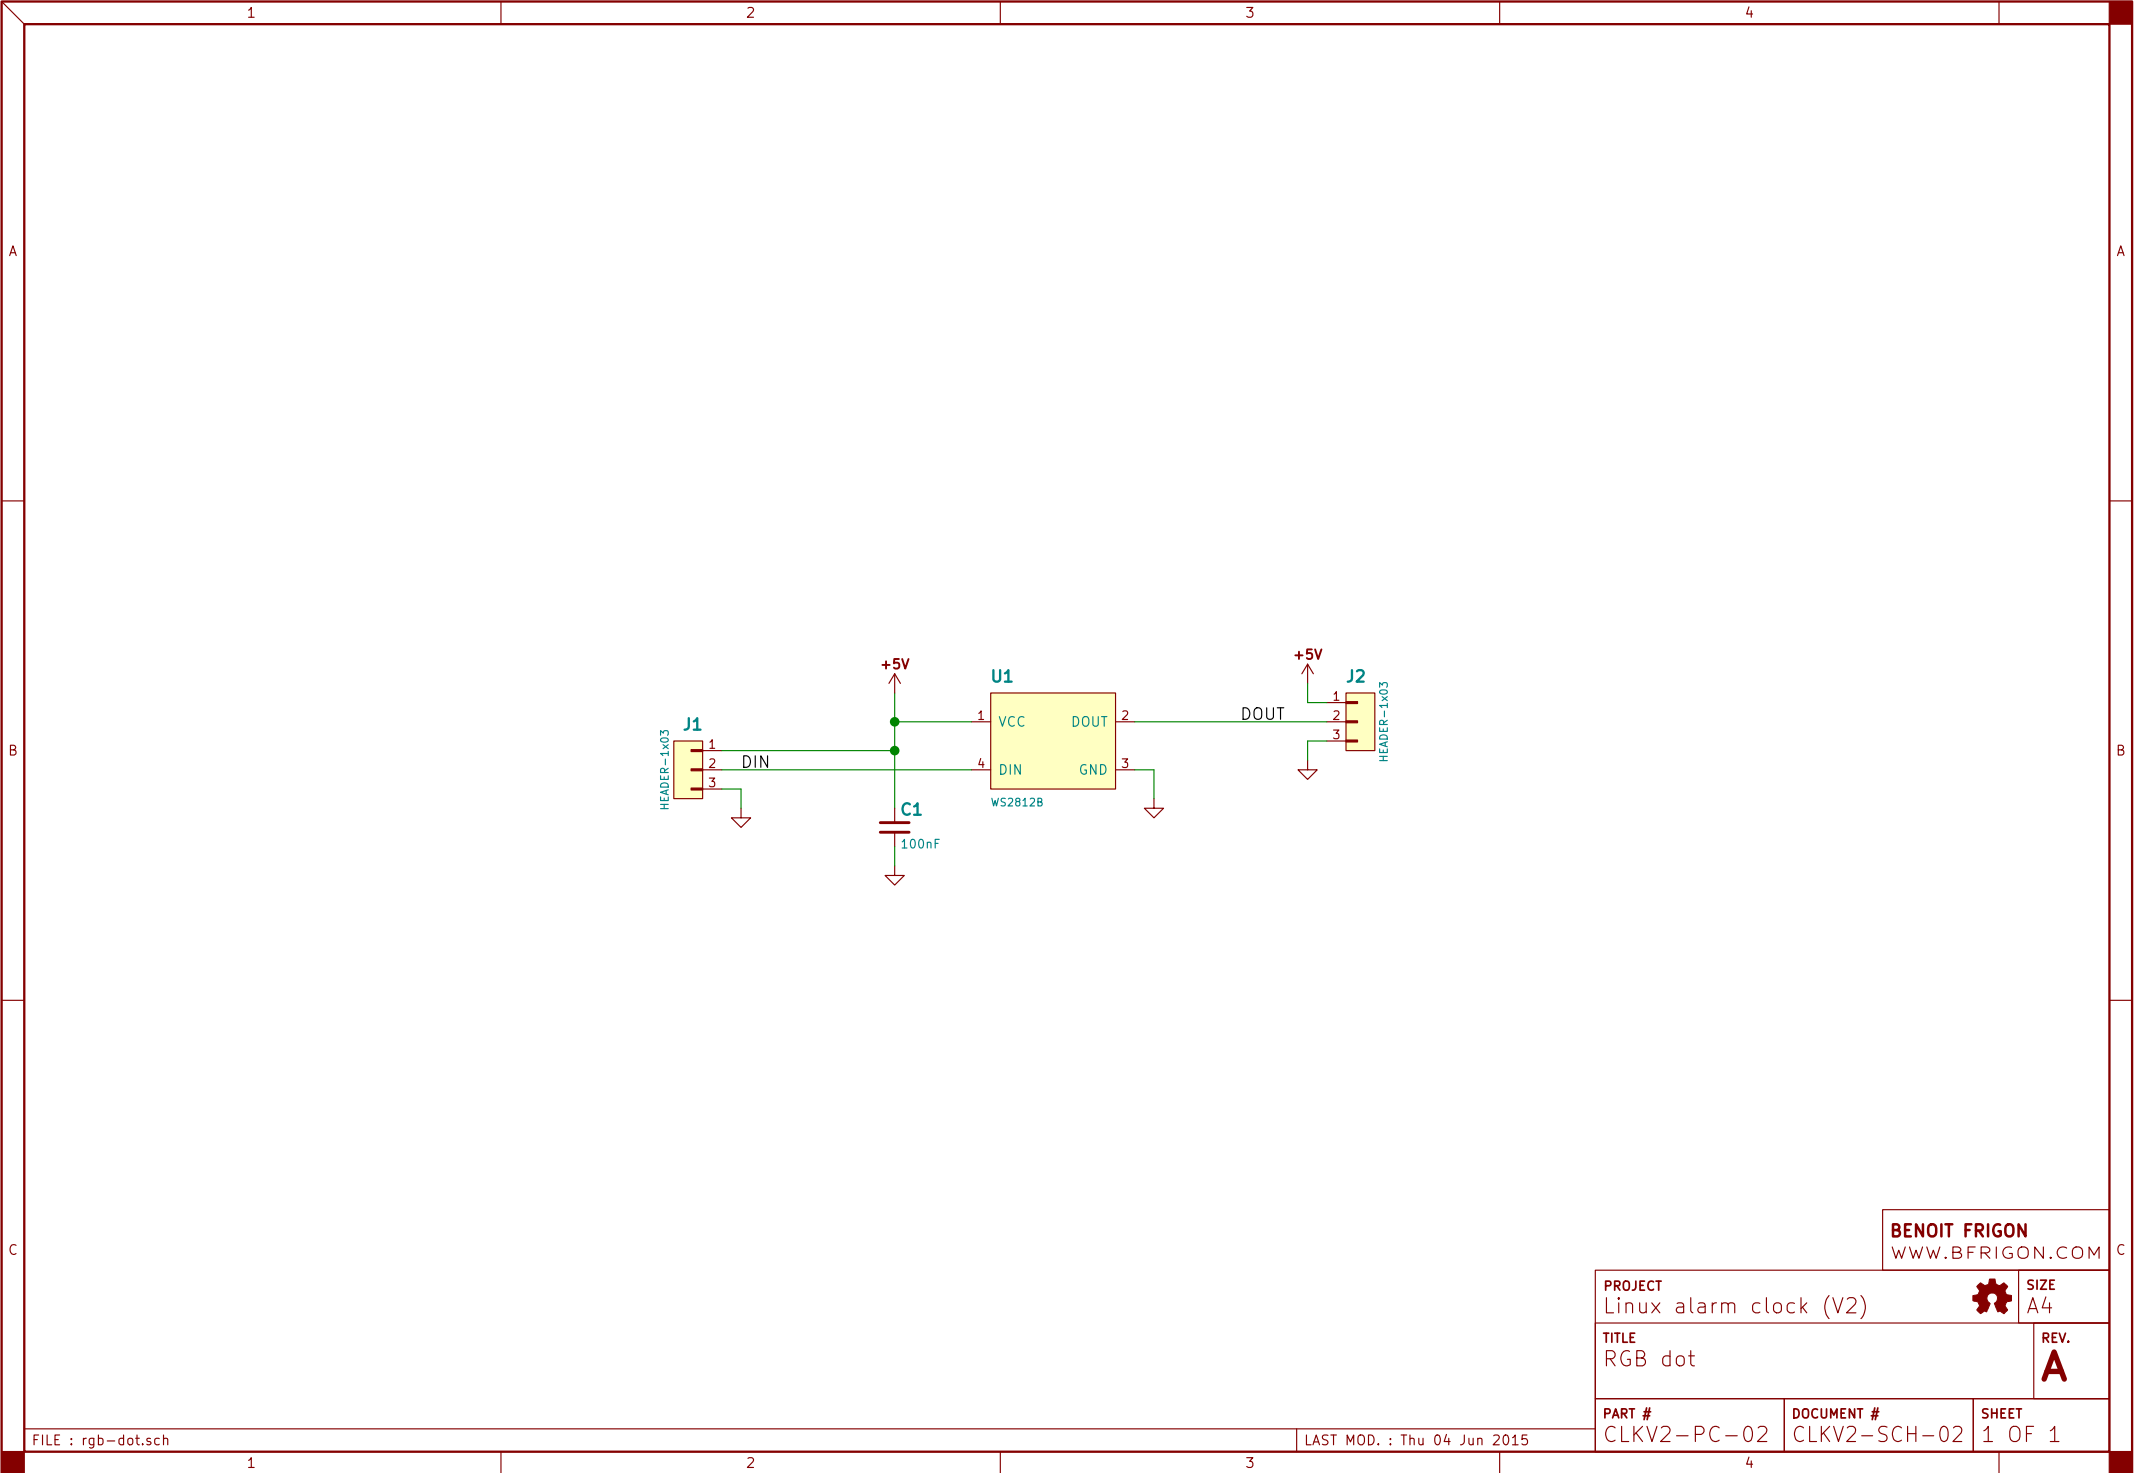 1 2 3 4
A A
+5V
+5V
U1 J2
1 VCC DOUT 2 DOUT 1
2
3
HEADER-1x03
J1
HEADER-1x03
1
2 DIN
3
4 DIN GND 3
B B
WS2812B
C1
100nF
C C
BENOIT FRIGON
WWW.BFRIGON.COM
PROJECT
Linux alarm clock (V2)
SIZE
A4
TITLE
RGB dot
REV.
A
PART #
CLKV2-PC-02
DOCUMENT #
CLKV2-SCH-02
SHEET
1 OF 1
FILE : rgb-dot.sch
LAST MOD. : Thu 04 Jun 2015
1 2 3 4